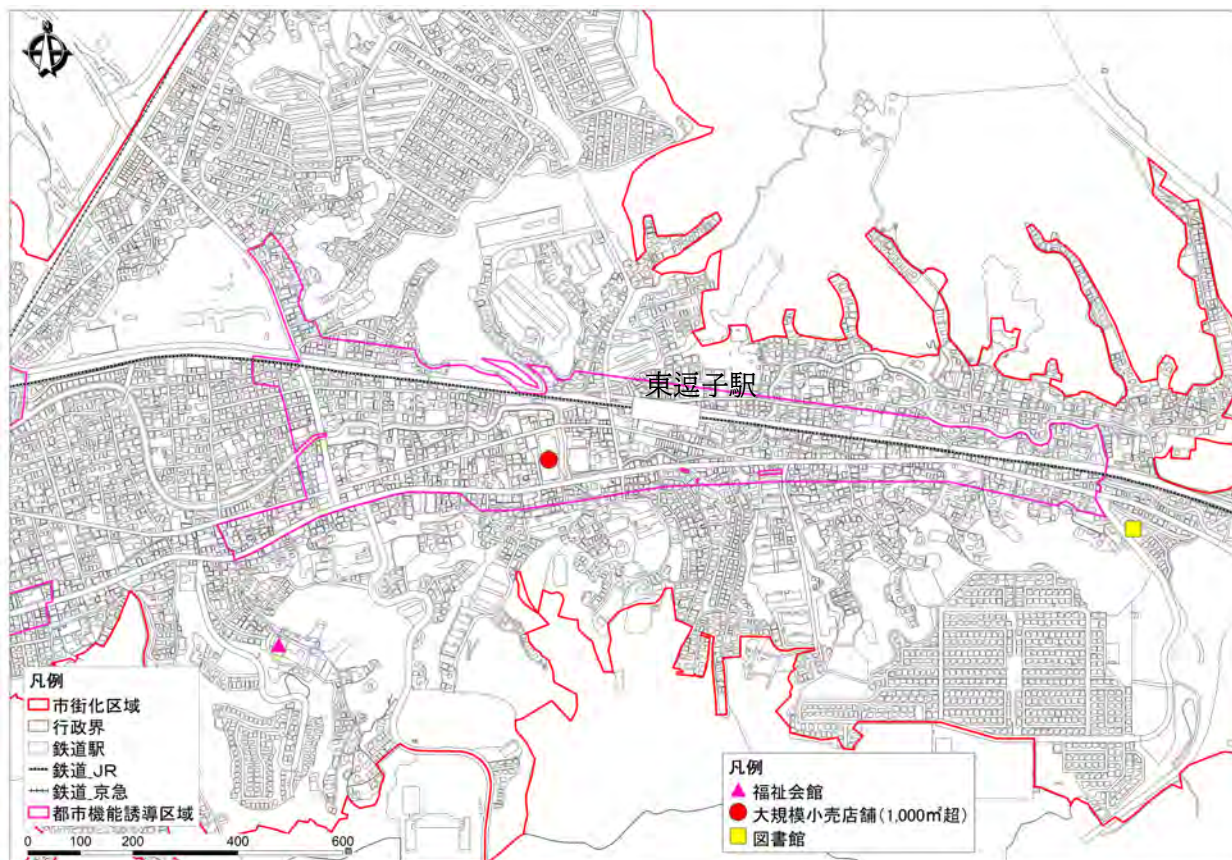 東逗子駅
凡例
市街化区域
行政界
鉄道駅
鉄道_JR
鉄道_京急
都市機能誘導区域
0 100 200 400 600
凡例
福祉会館
大規模小売店舗(1,000㎡超)
図書館